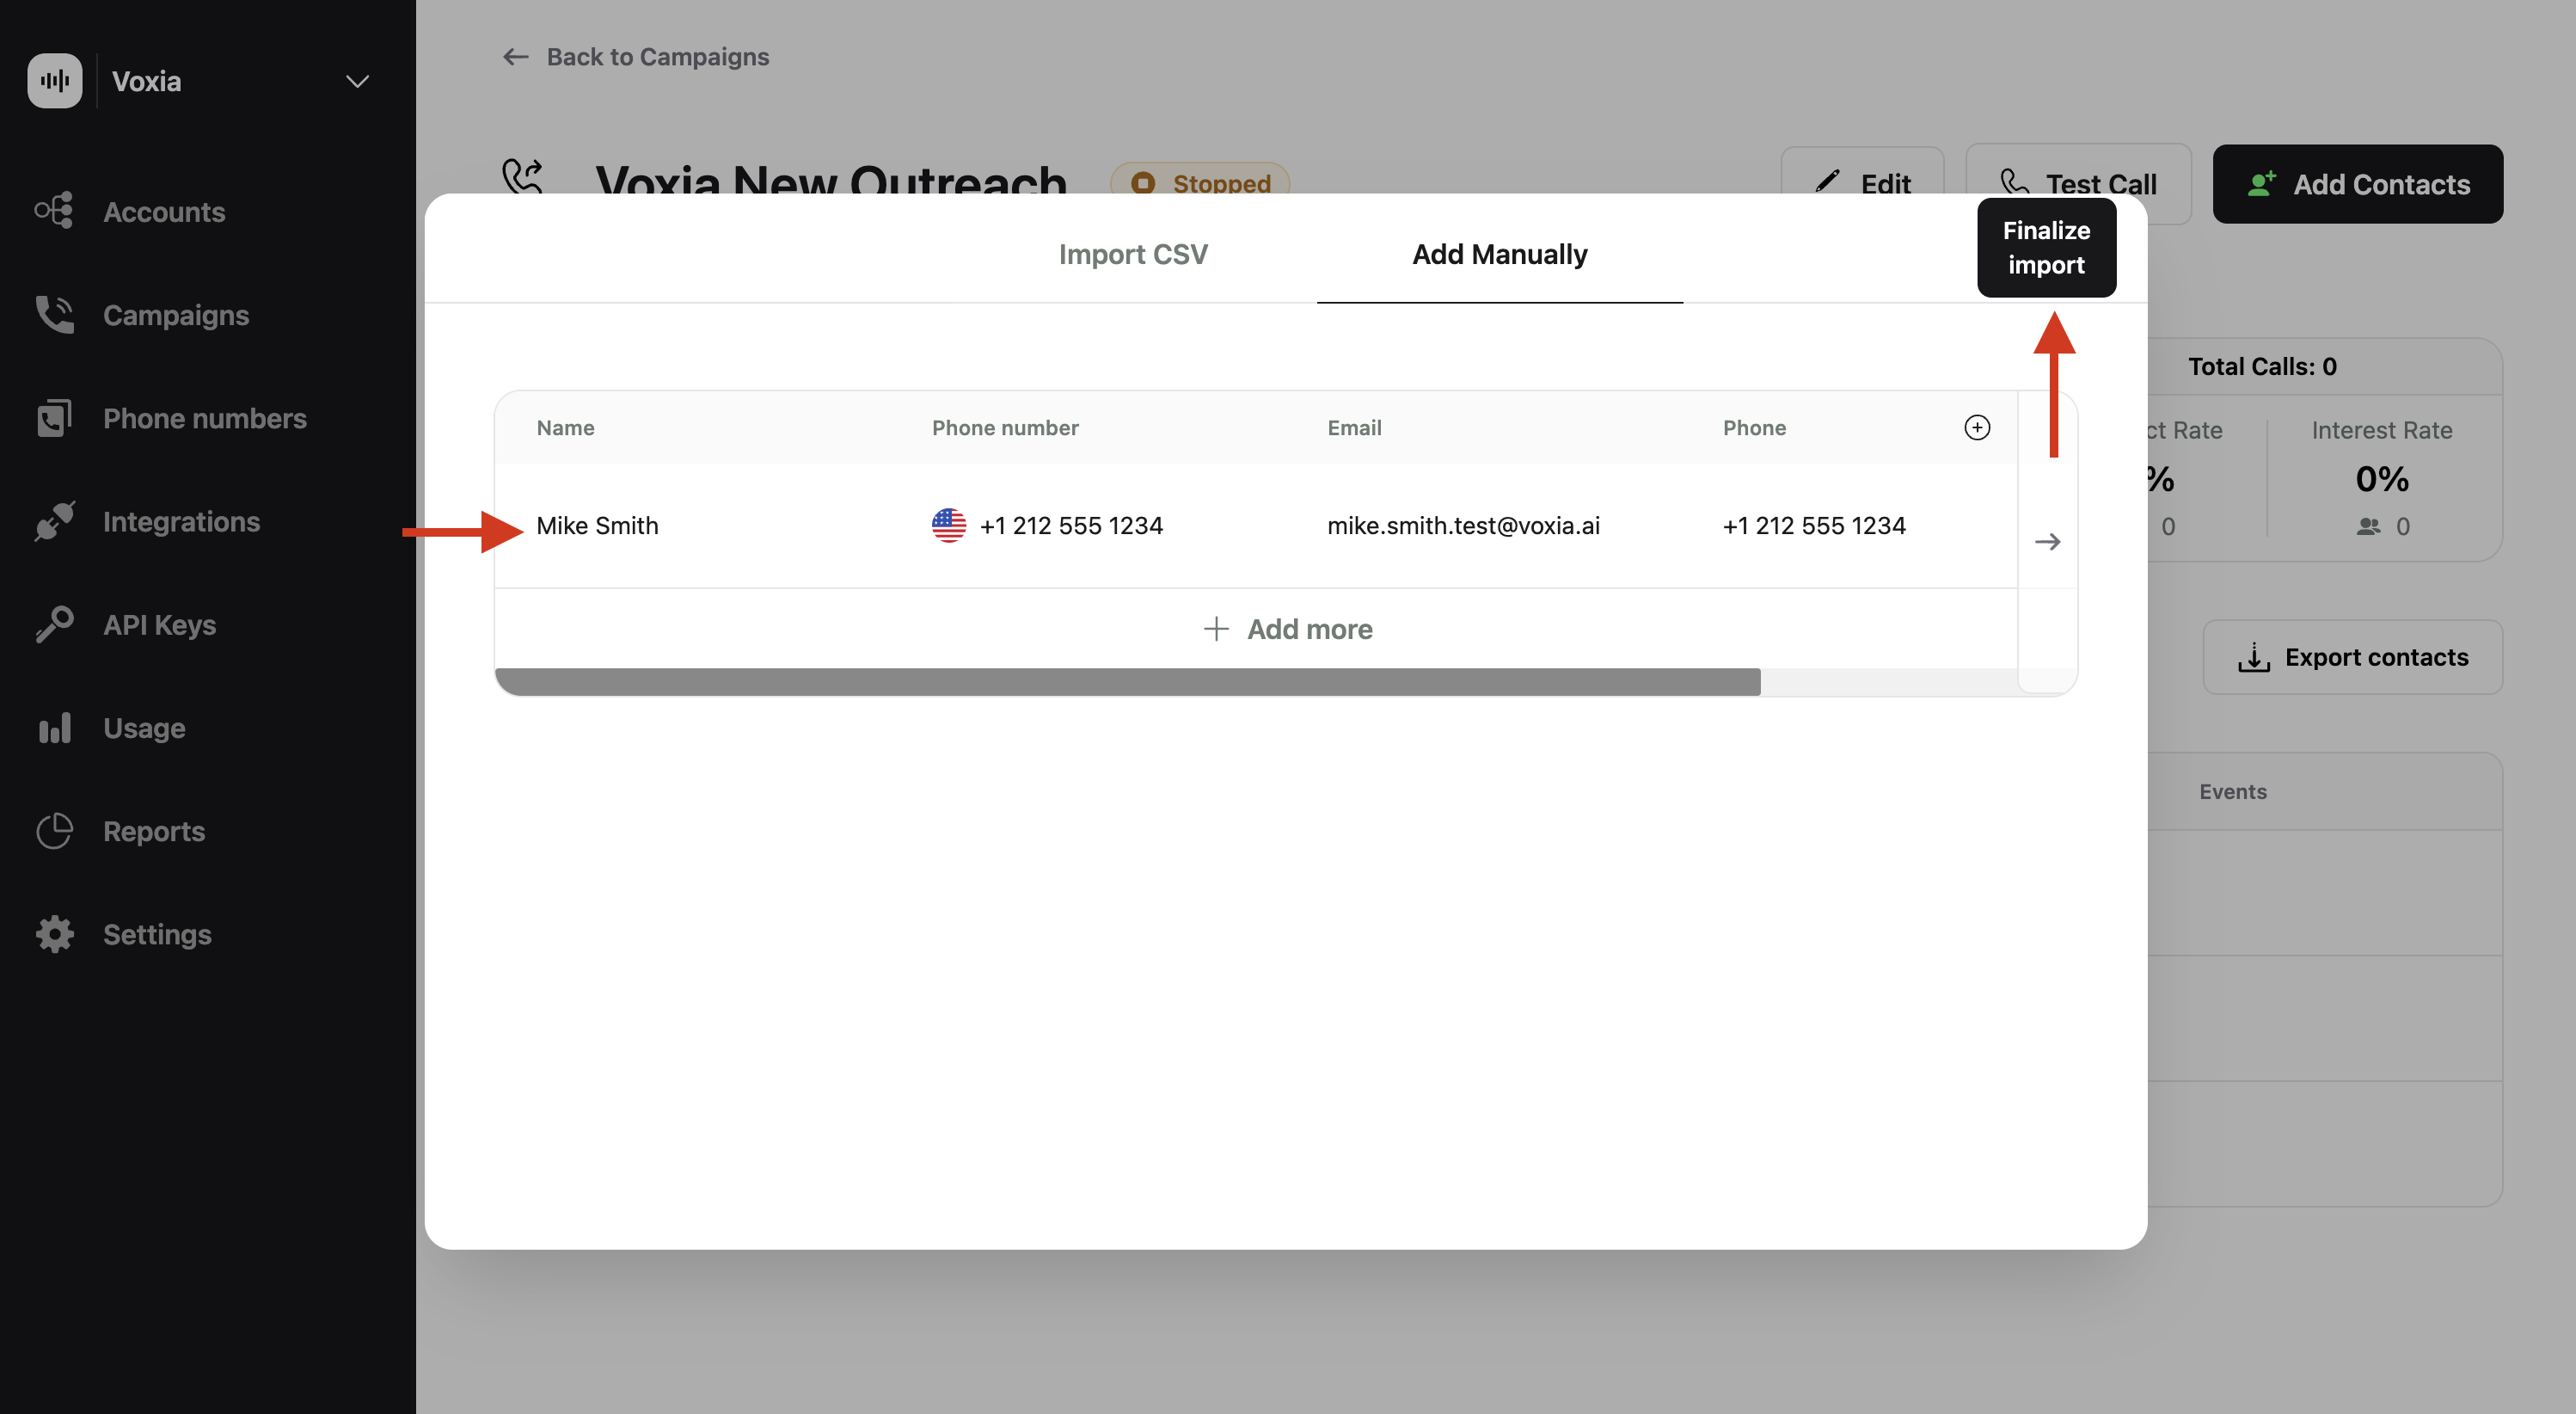 Voxia
Accounts
Campaigns
Phone numbers
Integrations
API Keys
Usage
Reports
Settings
Back to Campaigns
Voxia New Outreach
Stopped
Edit
Test Call
Add Contacts
Import CSV
Add Manually
Finalize
import
Name
Phone number
Email
Phone
Mike Smith
+1 212 555 1234
mike.smith.test@voxia.ai
+1 212 555 1234
Add more
Total Calls: 0
ct Rate
Interest Rate
%
0%
0
0
Export contacts
Events